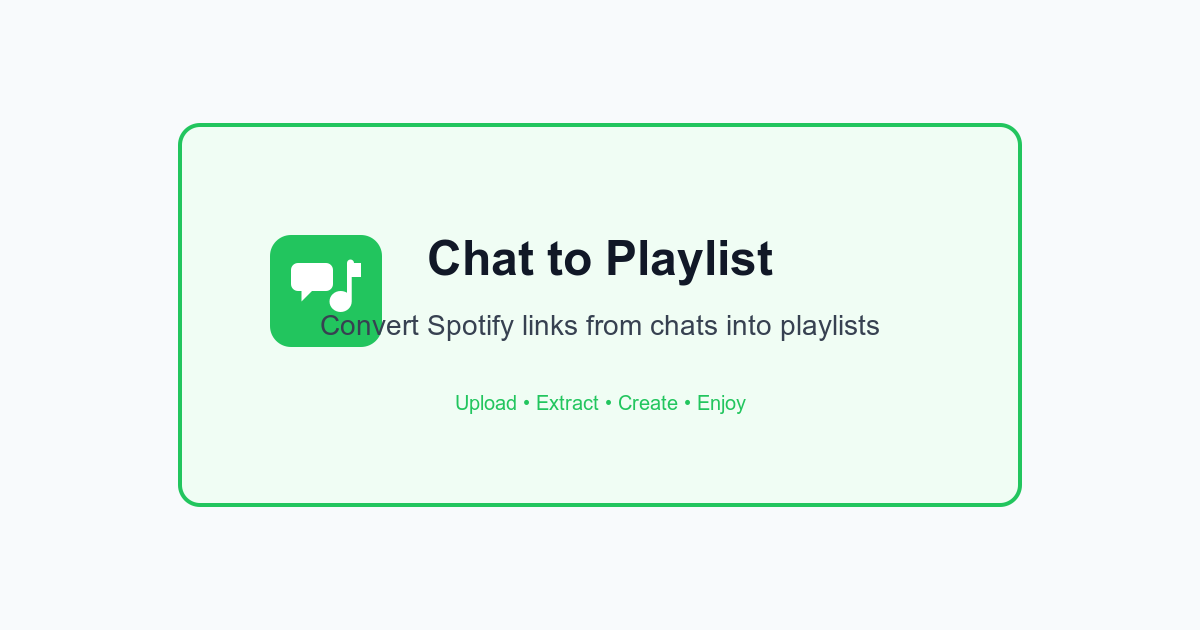 Chat to Playlist
Convert Spotify links from chats into playlists
Upload • Extract • Create • Enjoy